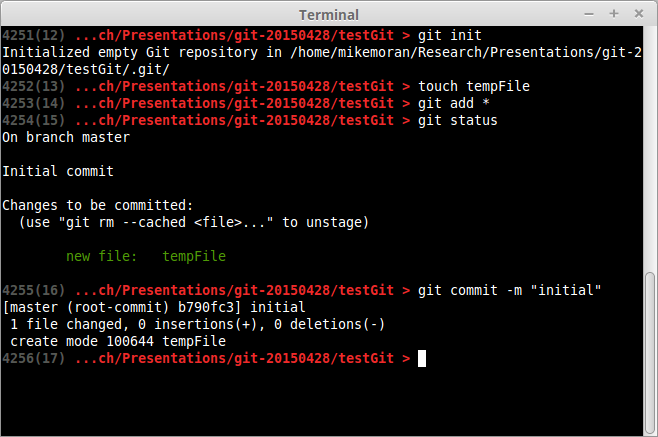 Terminal
4251(12) ...ch/Presentations/git-20150428/testGit > git init
Initialized empty Git repository in /home/mikemoran/Research/Presentations/git-2
0150428/testGit/.git/
4252(13) ...ch/Presentations/git-20150428/testGit > touch tempFile
4253(14) ...ch/Presentations/git-20150428/testGit > git add *
4254(15) ...ch/Presentations/git-20150428/testGit > git status
On branch master
Initial commit
Changes to be committed:
  (use "git rm --cached <file>..." to unstage)
        new file:   tempFile
4255(16) ...ch/Presentations/git-20150428/testGit > git commit -m "initial"
[master (root-commit) b790fc3] initial
 1 file changed, 0 insertions(+), 0 deletions(-)
 create mode 100644 tempFile
4256(17) ...ch/Presentations/git-20150428/testGit >